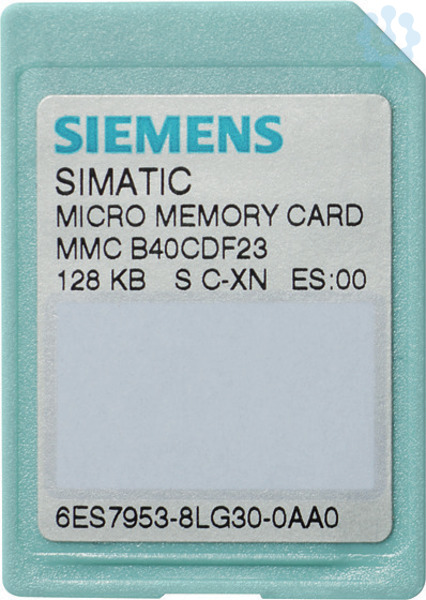 SIEMENS
SIMATIC
MICRO MEMORY CARD
MMC B40CDF23
128 KB S C-XN ES:00
6ES7953-8LG30-0AA0